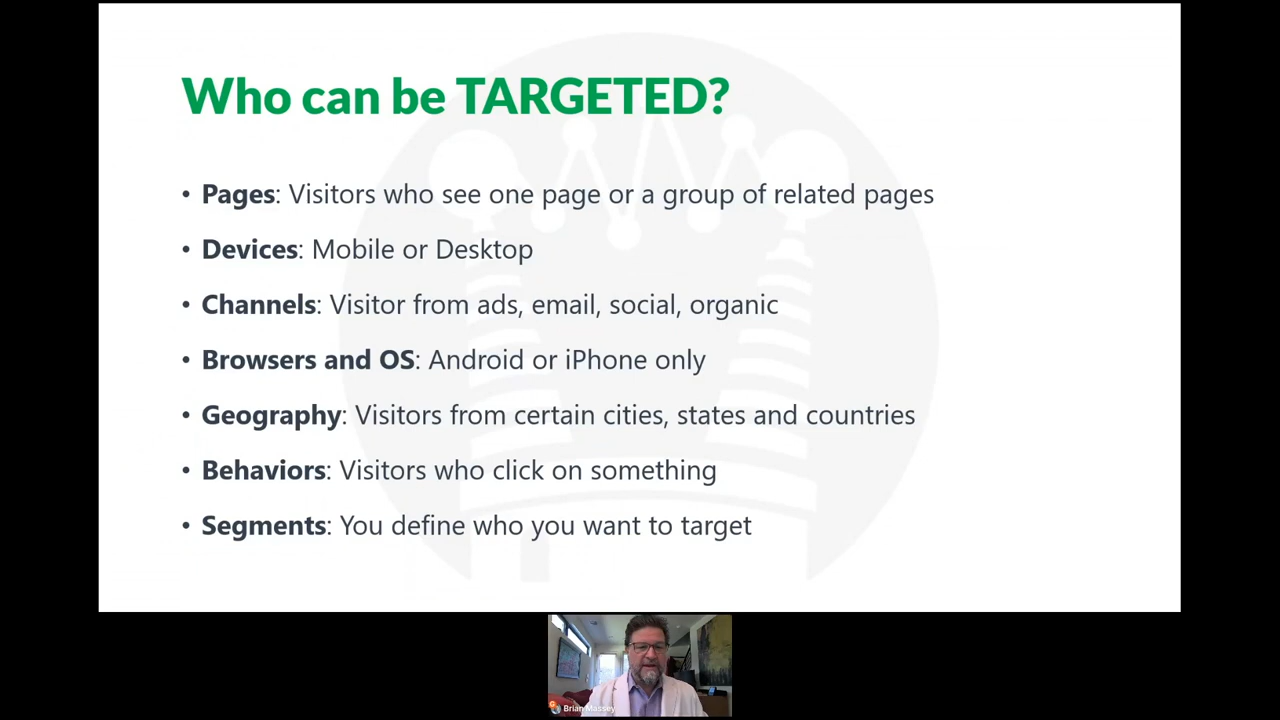 Who can be TARGETED?
• Pages: Visitors who see one page or a group of related pages
• Devices: Mobile or Desktop
• Channels: Visitor from ads, email, social, organic
• Browsers and OS: Android or iPhone only
• Geography: Visitors from certain cities, states and countries
• Behaviors: Visitors who click on something
• Segments: You define who you want to target
Brian Massey